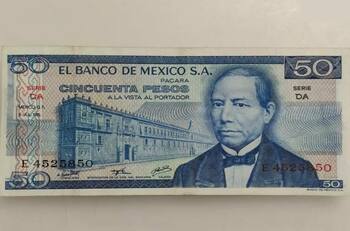 50 EL BANCO DE MEXICO S.A. 50
PAGARA
SERIE CINCUENTA PESOS SERIE
DA A LA VISTA AL PORTADOR DA
MEXICO, D.F.
E 4525850
E 4525850
50 50